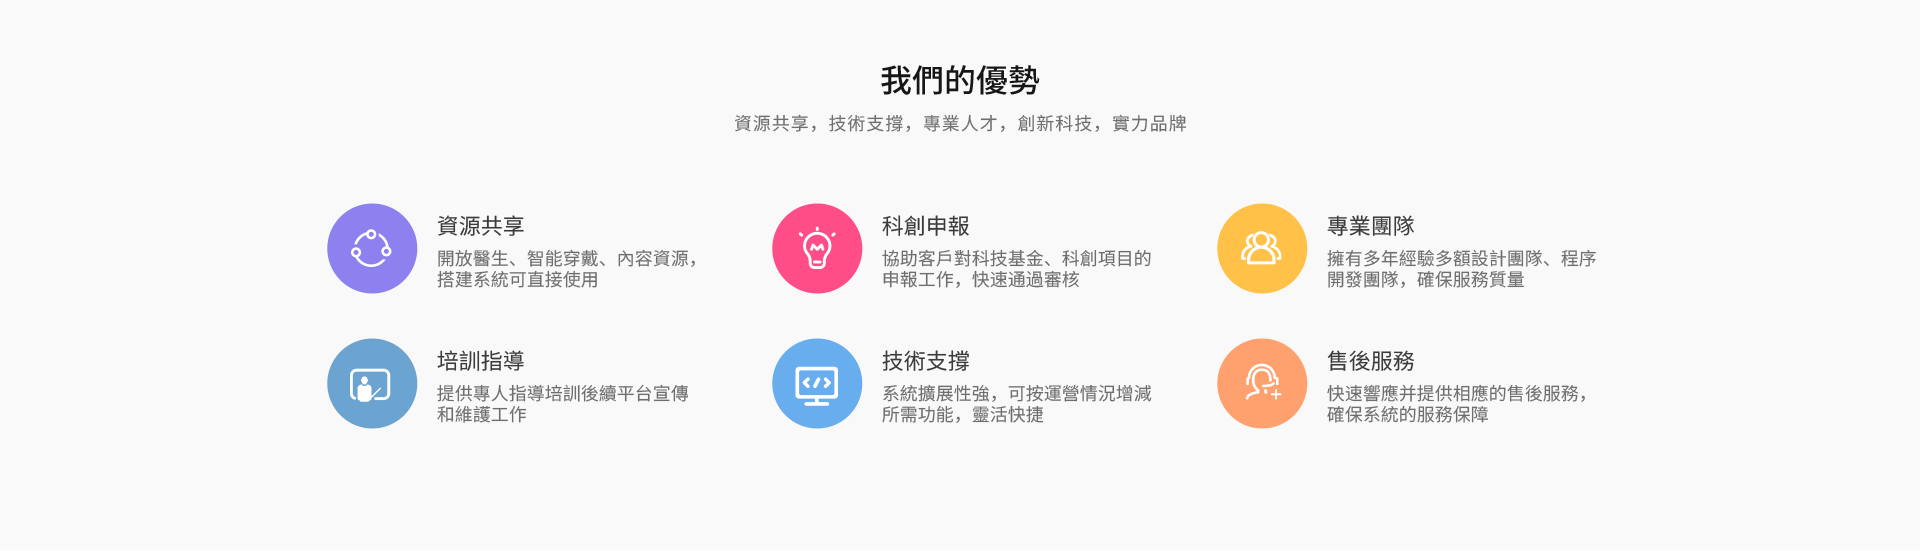 我們的優勢
資源共享，技術支撐，專業人才，創新科技，實力品牌
資源共享
開放醫生、智能穿戴、內容資源，
搭建系統可直接使用
科創申報
協助客戶對科技基金、科創項目的
申報工作，快速通過審核
專業團隊
擁有多年經驗多額設計團隊、程序
開發團隊，確保服務質量
培訓指導
提供專人指導培訓後續平台宣傳
和維護工作
技術支撐
系統擴展性強，可按運營情況增減
所需功能，靈活快捷
售後服務
快速響應并提供相應的售後服務，
確保系統的服務保障